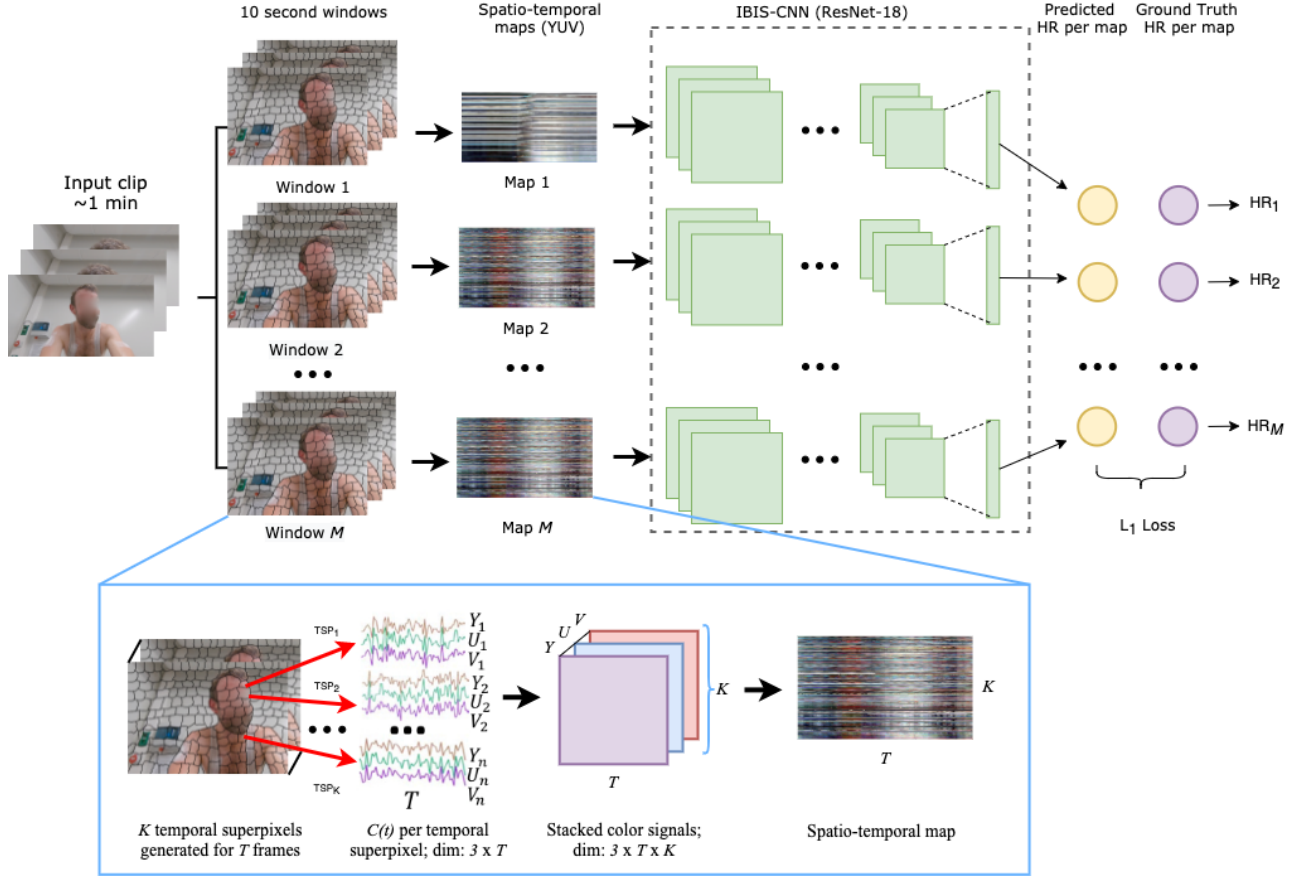 10 second windows
Spatio-temporal
maps (YUV)
IBIS-CNN (ResNet-18)
Predicted
HR per map
Ground Truth
HR per map
Input clip
~1 min
Window 1
Map 1
HR1
Window 2
Map 2
HR2
Window M
Map M
HRM
L1 Loss
TSP1
Y1
U1
V1
TSP2
Y2
U2
V2
TSPK
Yn
Un
Vn
T
Y
U
V
K
T
K
T
K temporal superpixels
generated for T frames
C(t) per temporal
superpixel; dim: 3 x T
Stacked color signals;
dim: 3 x T x K
Spatio-temporal map